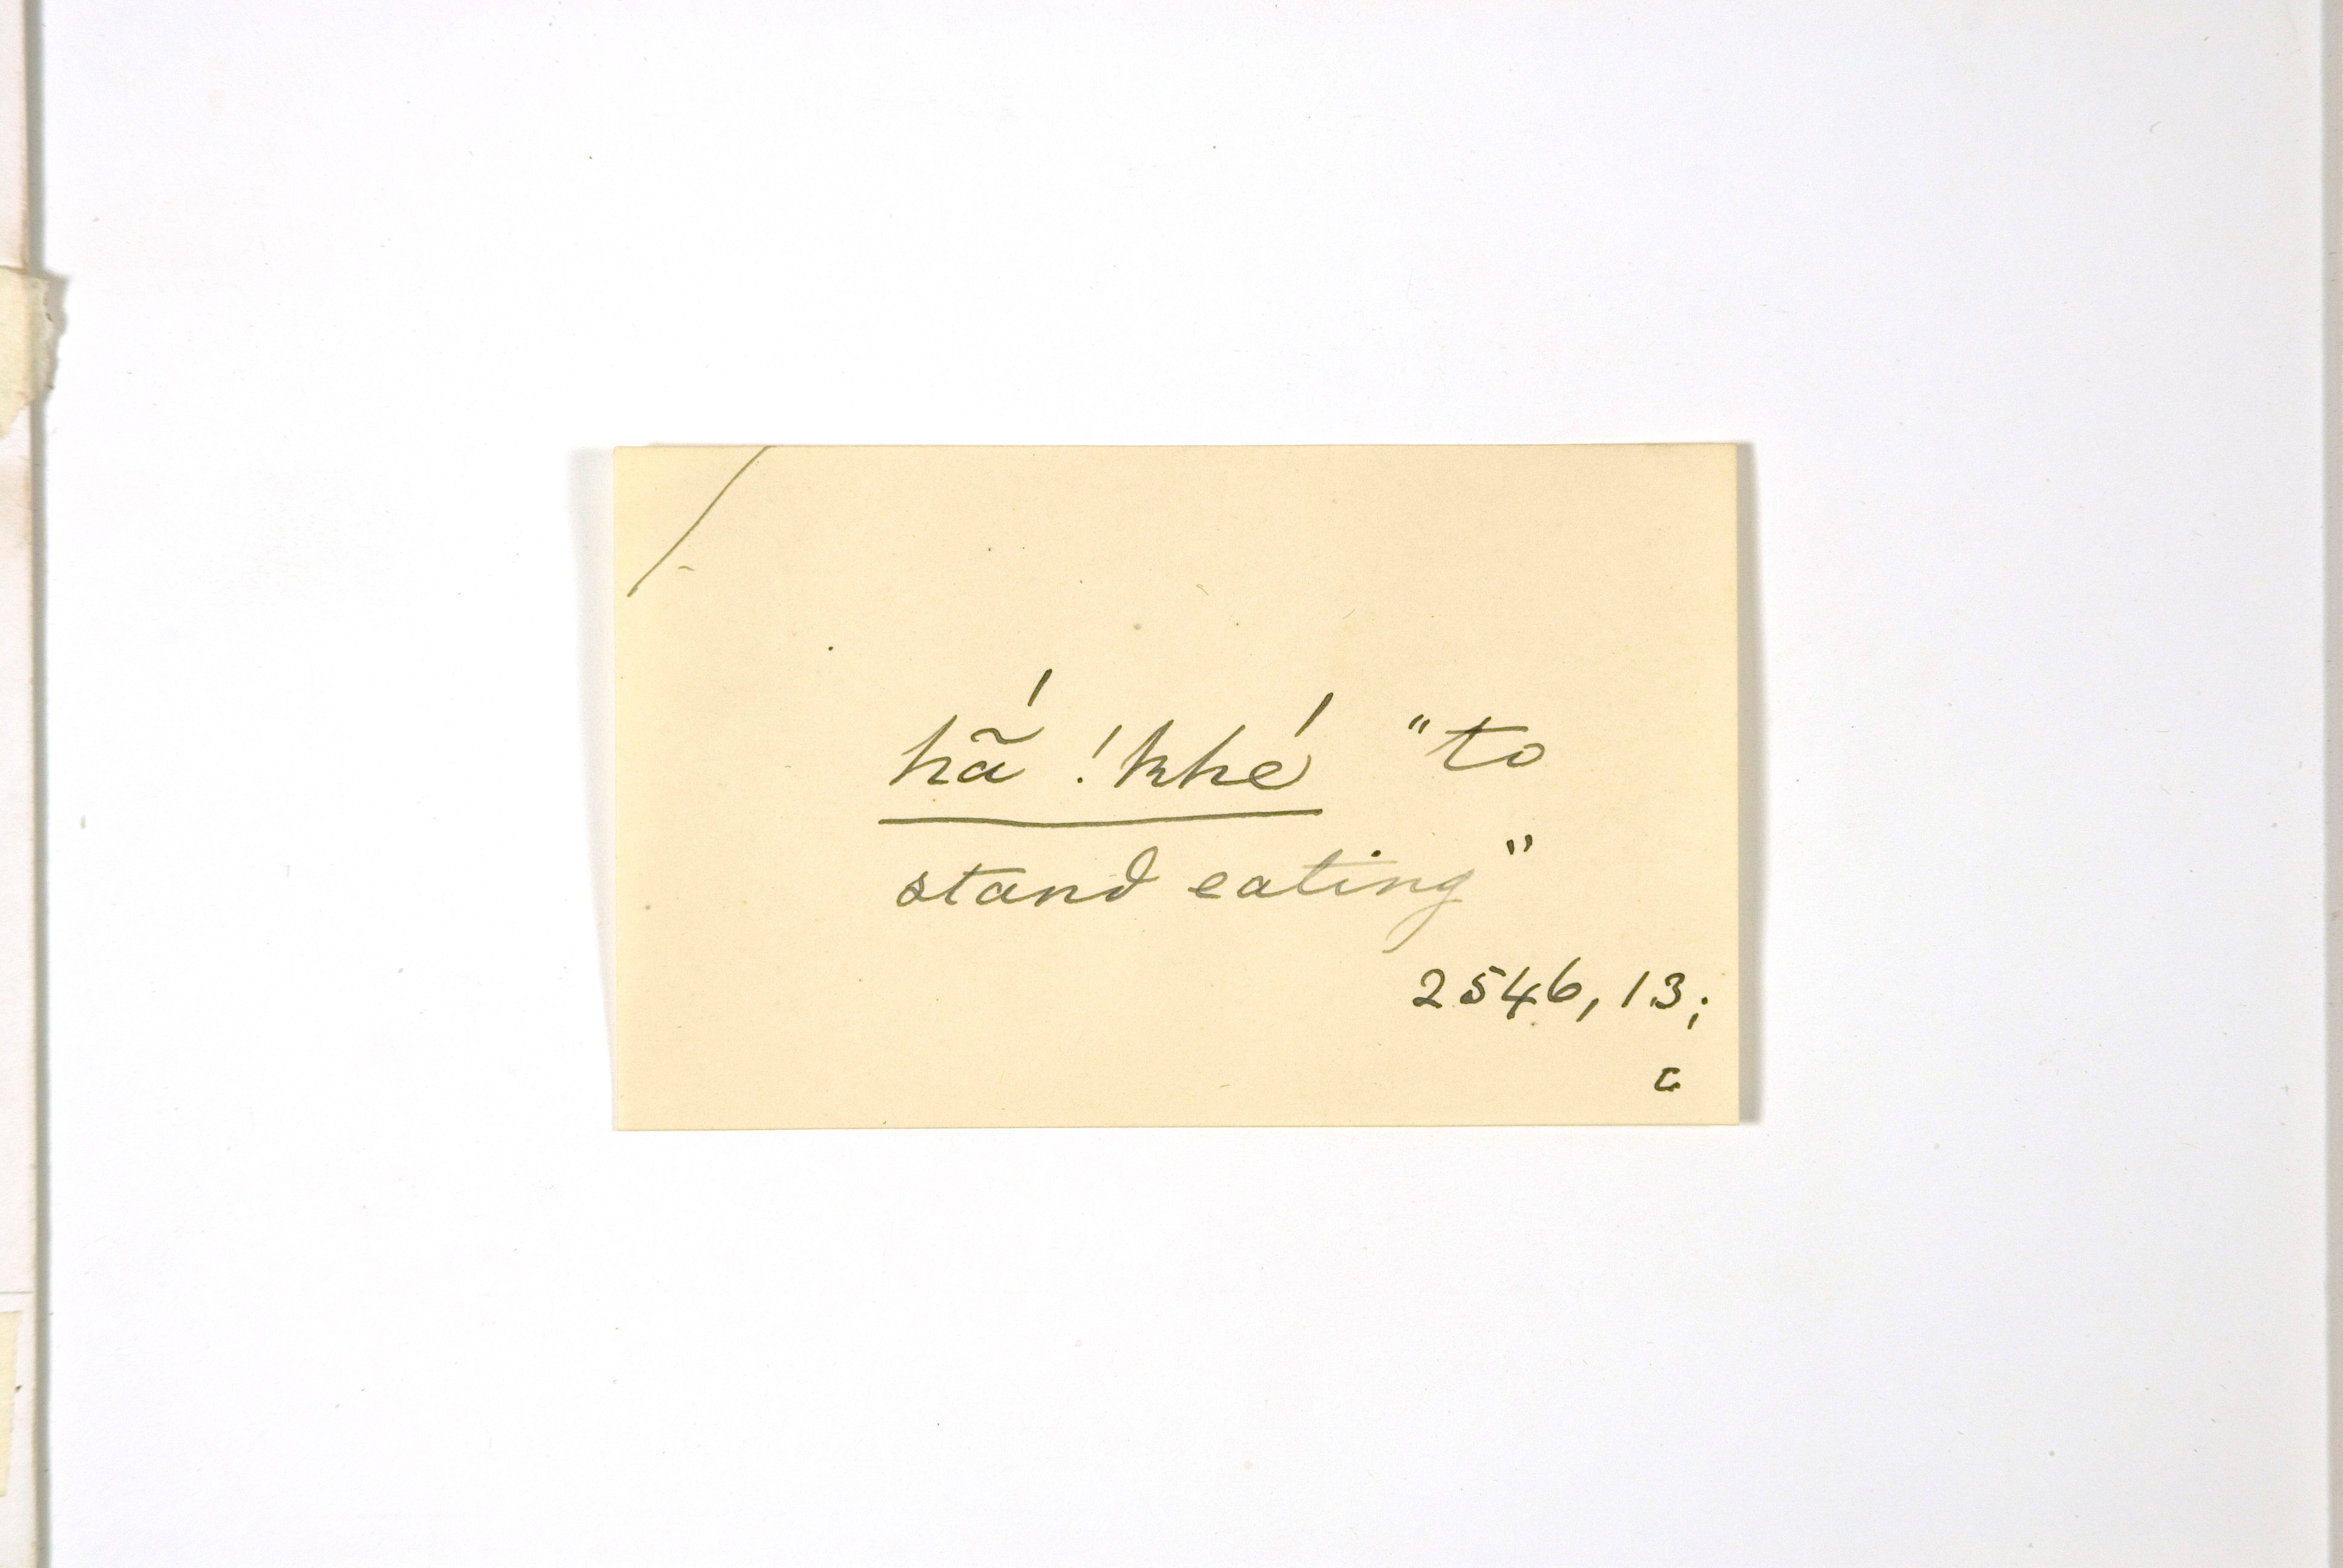 hã́ !khé "to
stand eating"
2546, 13;
c